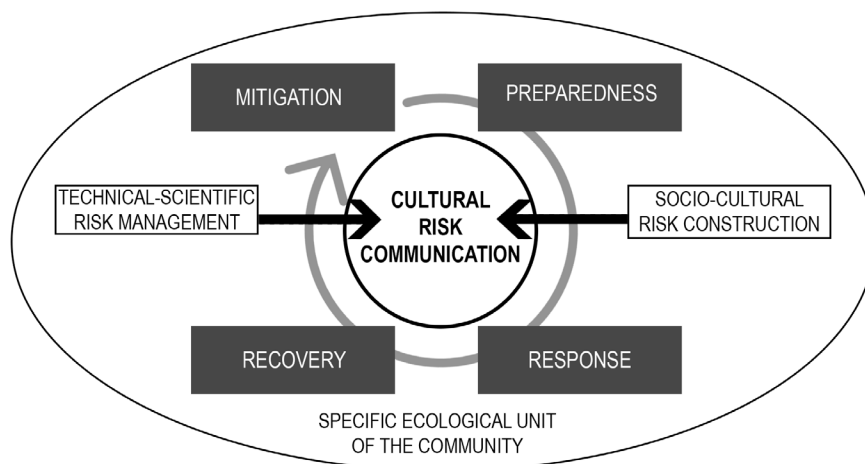 MITIGATION
PREPAREDNESS
TECHNICAL-SCIENTIFIC
RISK MANAGEMENT
CULTURAL
RISK
COMMUNICATION
SOCIO-CULTURAL
RISK CONSTRUCTION
RECOVERY
RESPONSE
SPECIFIC ECOLOGICAL UNIT
OF THE COMMUNITY